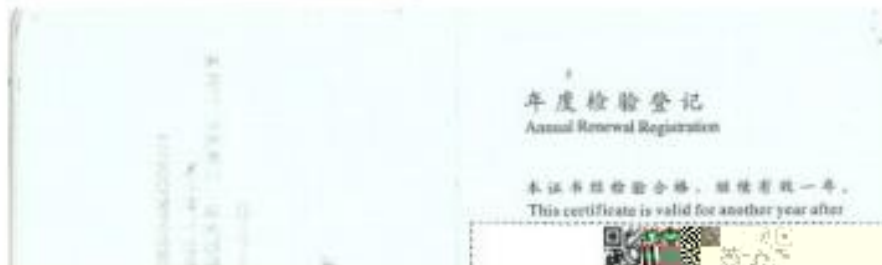 年度检验登记
Annual Renewal Registration
本证书经检验合格，继续有效一年。
This certificate is valid for another year after